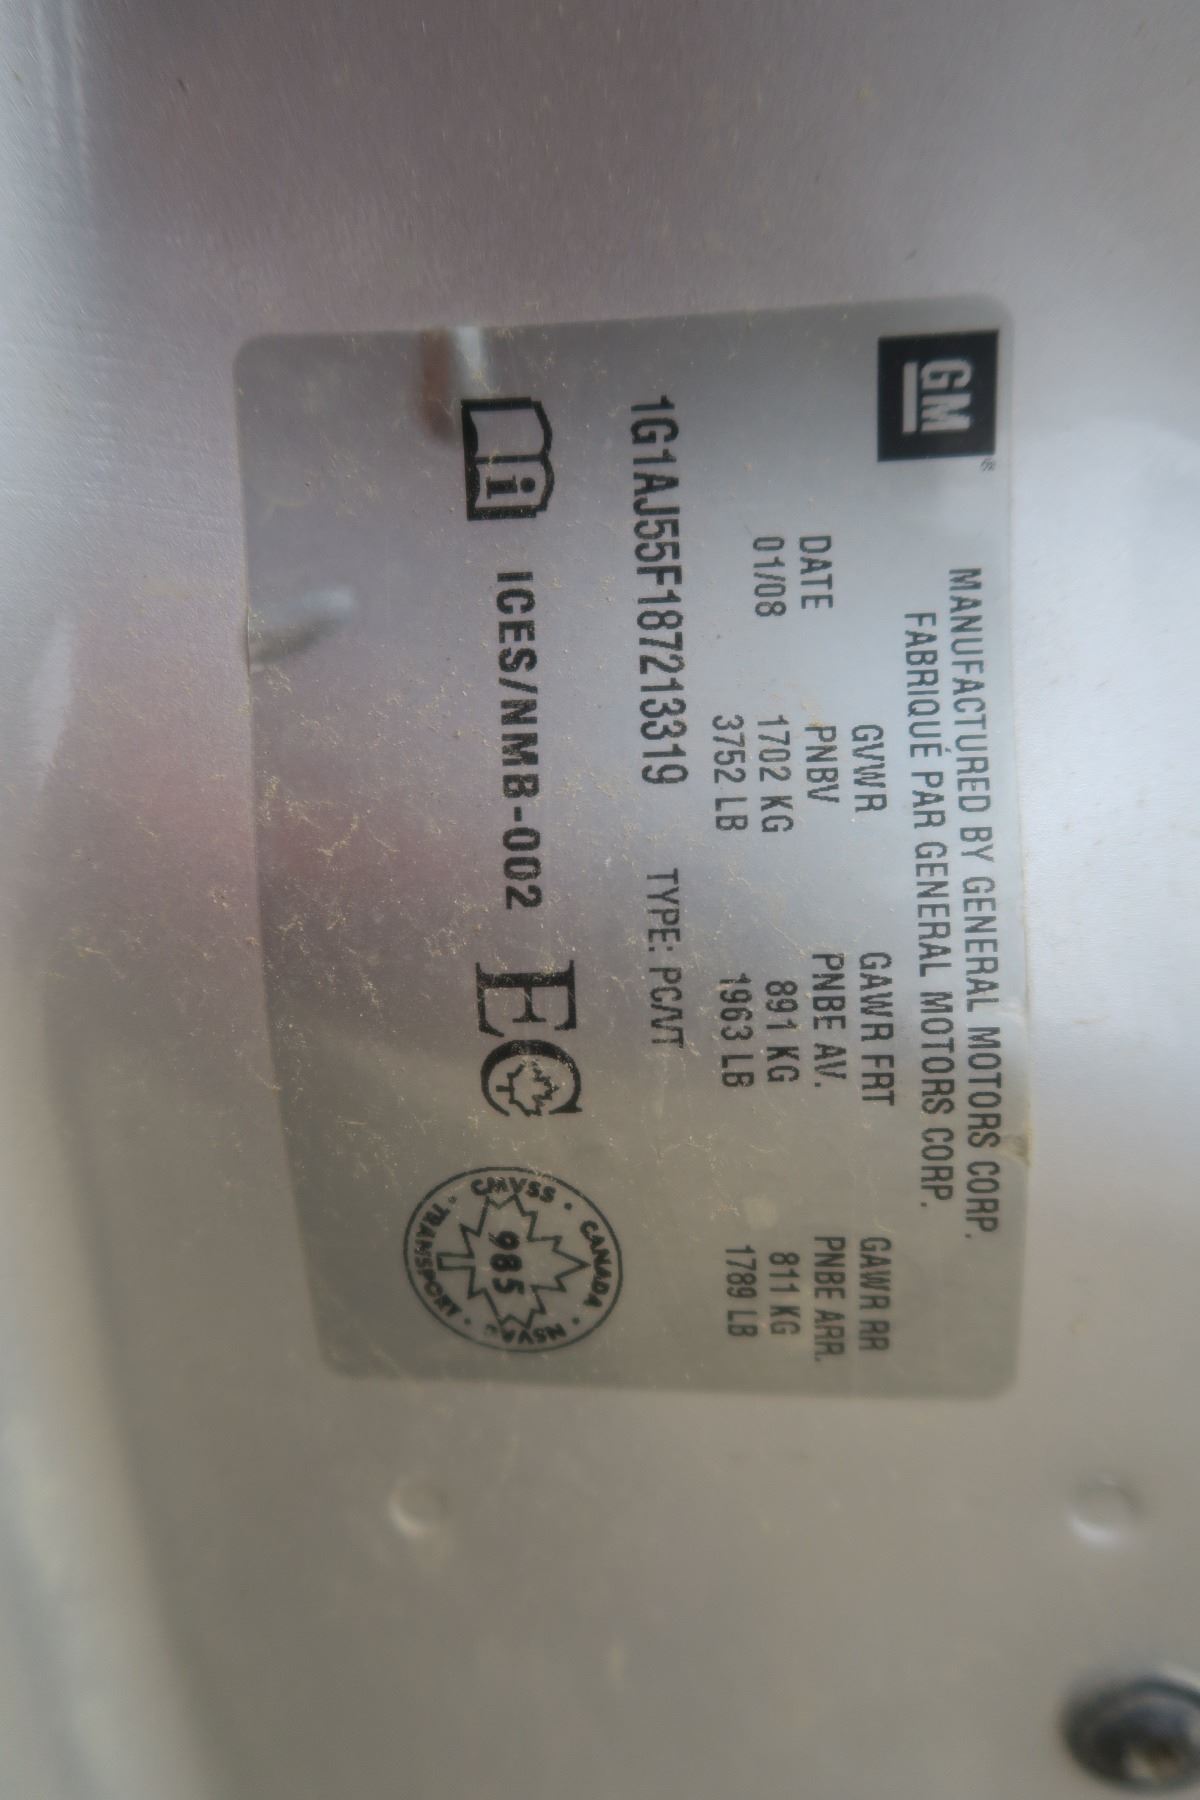 GM
MANUFACTURED BY GENERAL MOTORS CORP.
FABRIQUÉ PAR GENERAL MOTORS CORP.
GVWR GAWR FRT GAWR RR
DATE PNBV PNBE AV. PNBE ARR.
01/08 1702 KG 891 KG 811 KG
3752 LB 1963 LB 1789 LB
1G1AJ55F187213319 TYPE: PC/VT
i ICES/NMB-002 EC
CMVSS · CANADA · NSVAC · TRANSPORT ·
985